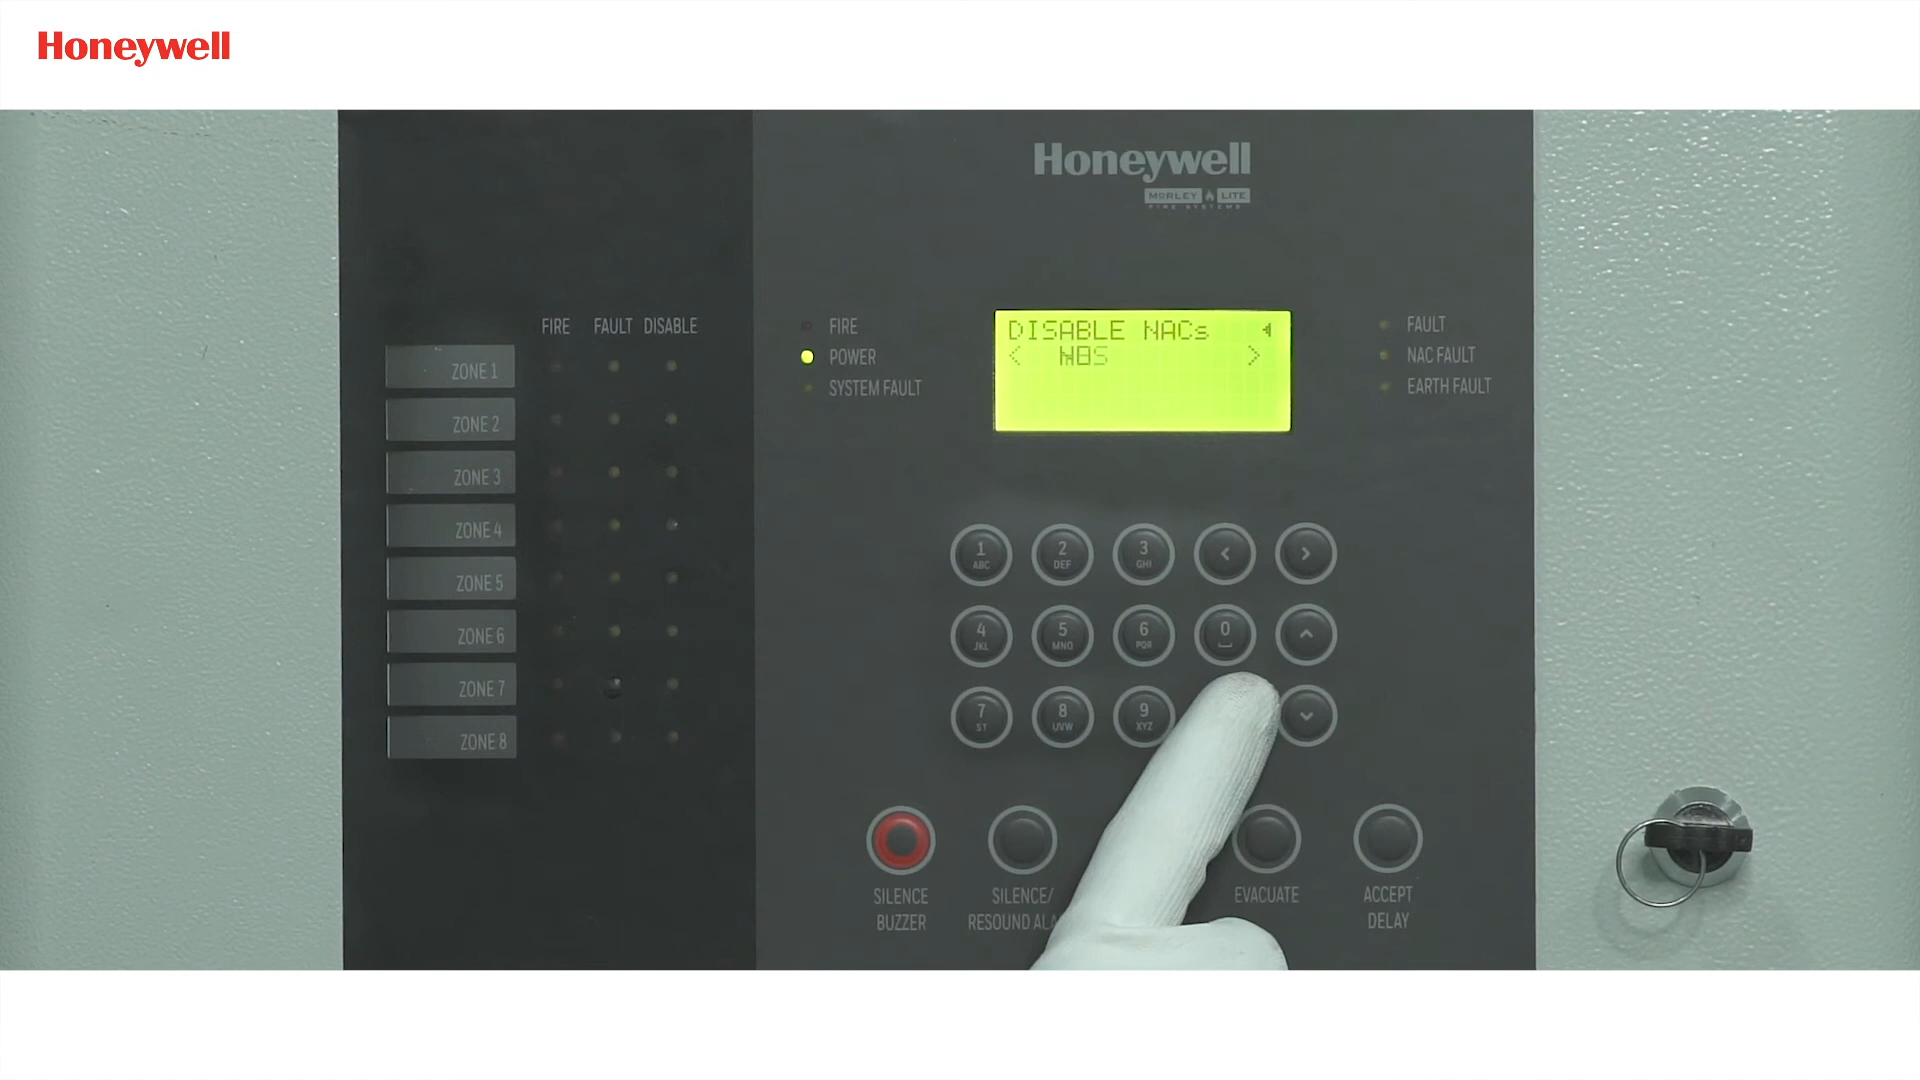 Honeywell
Honeywell
MORLEY LITE
FIRE SYSTEMS
FIRE FAULT DISABLE
ZONE 1
ZONE 2
ZONE 3
ZONE 4
ZONE 5
ZONE 6
ZONE 7
ZONE 8
FIRE
POWER
SYSTEM FAULT
DISABLE NACs
< >
FAULT
NAC FAULT
EARTH FAULT
1 2 3 < >
ABC DEF GHI
4 5 6 0
JKL MNO PQR
7 8 9
ST UVW XYZ
SILENCE
BUZZER
SILENCE/
RESOUND
EVACUATE
ACCEPT
DELAY